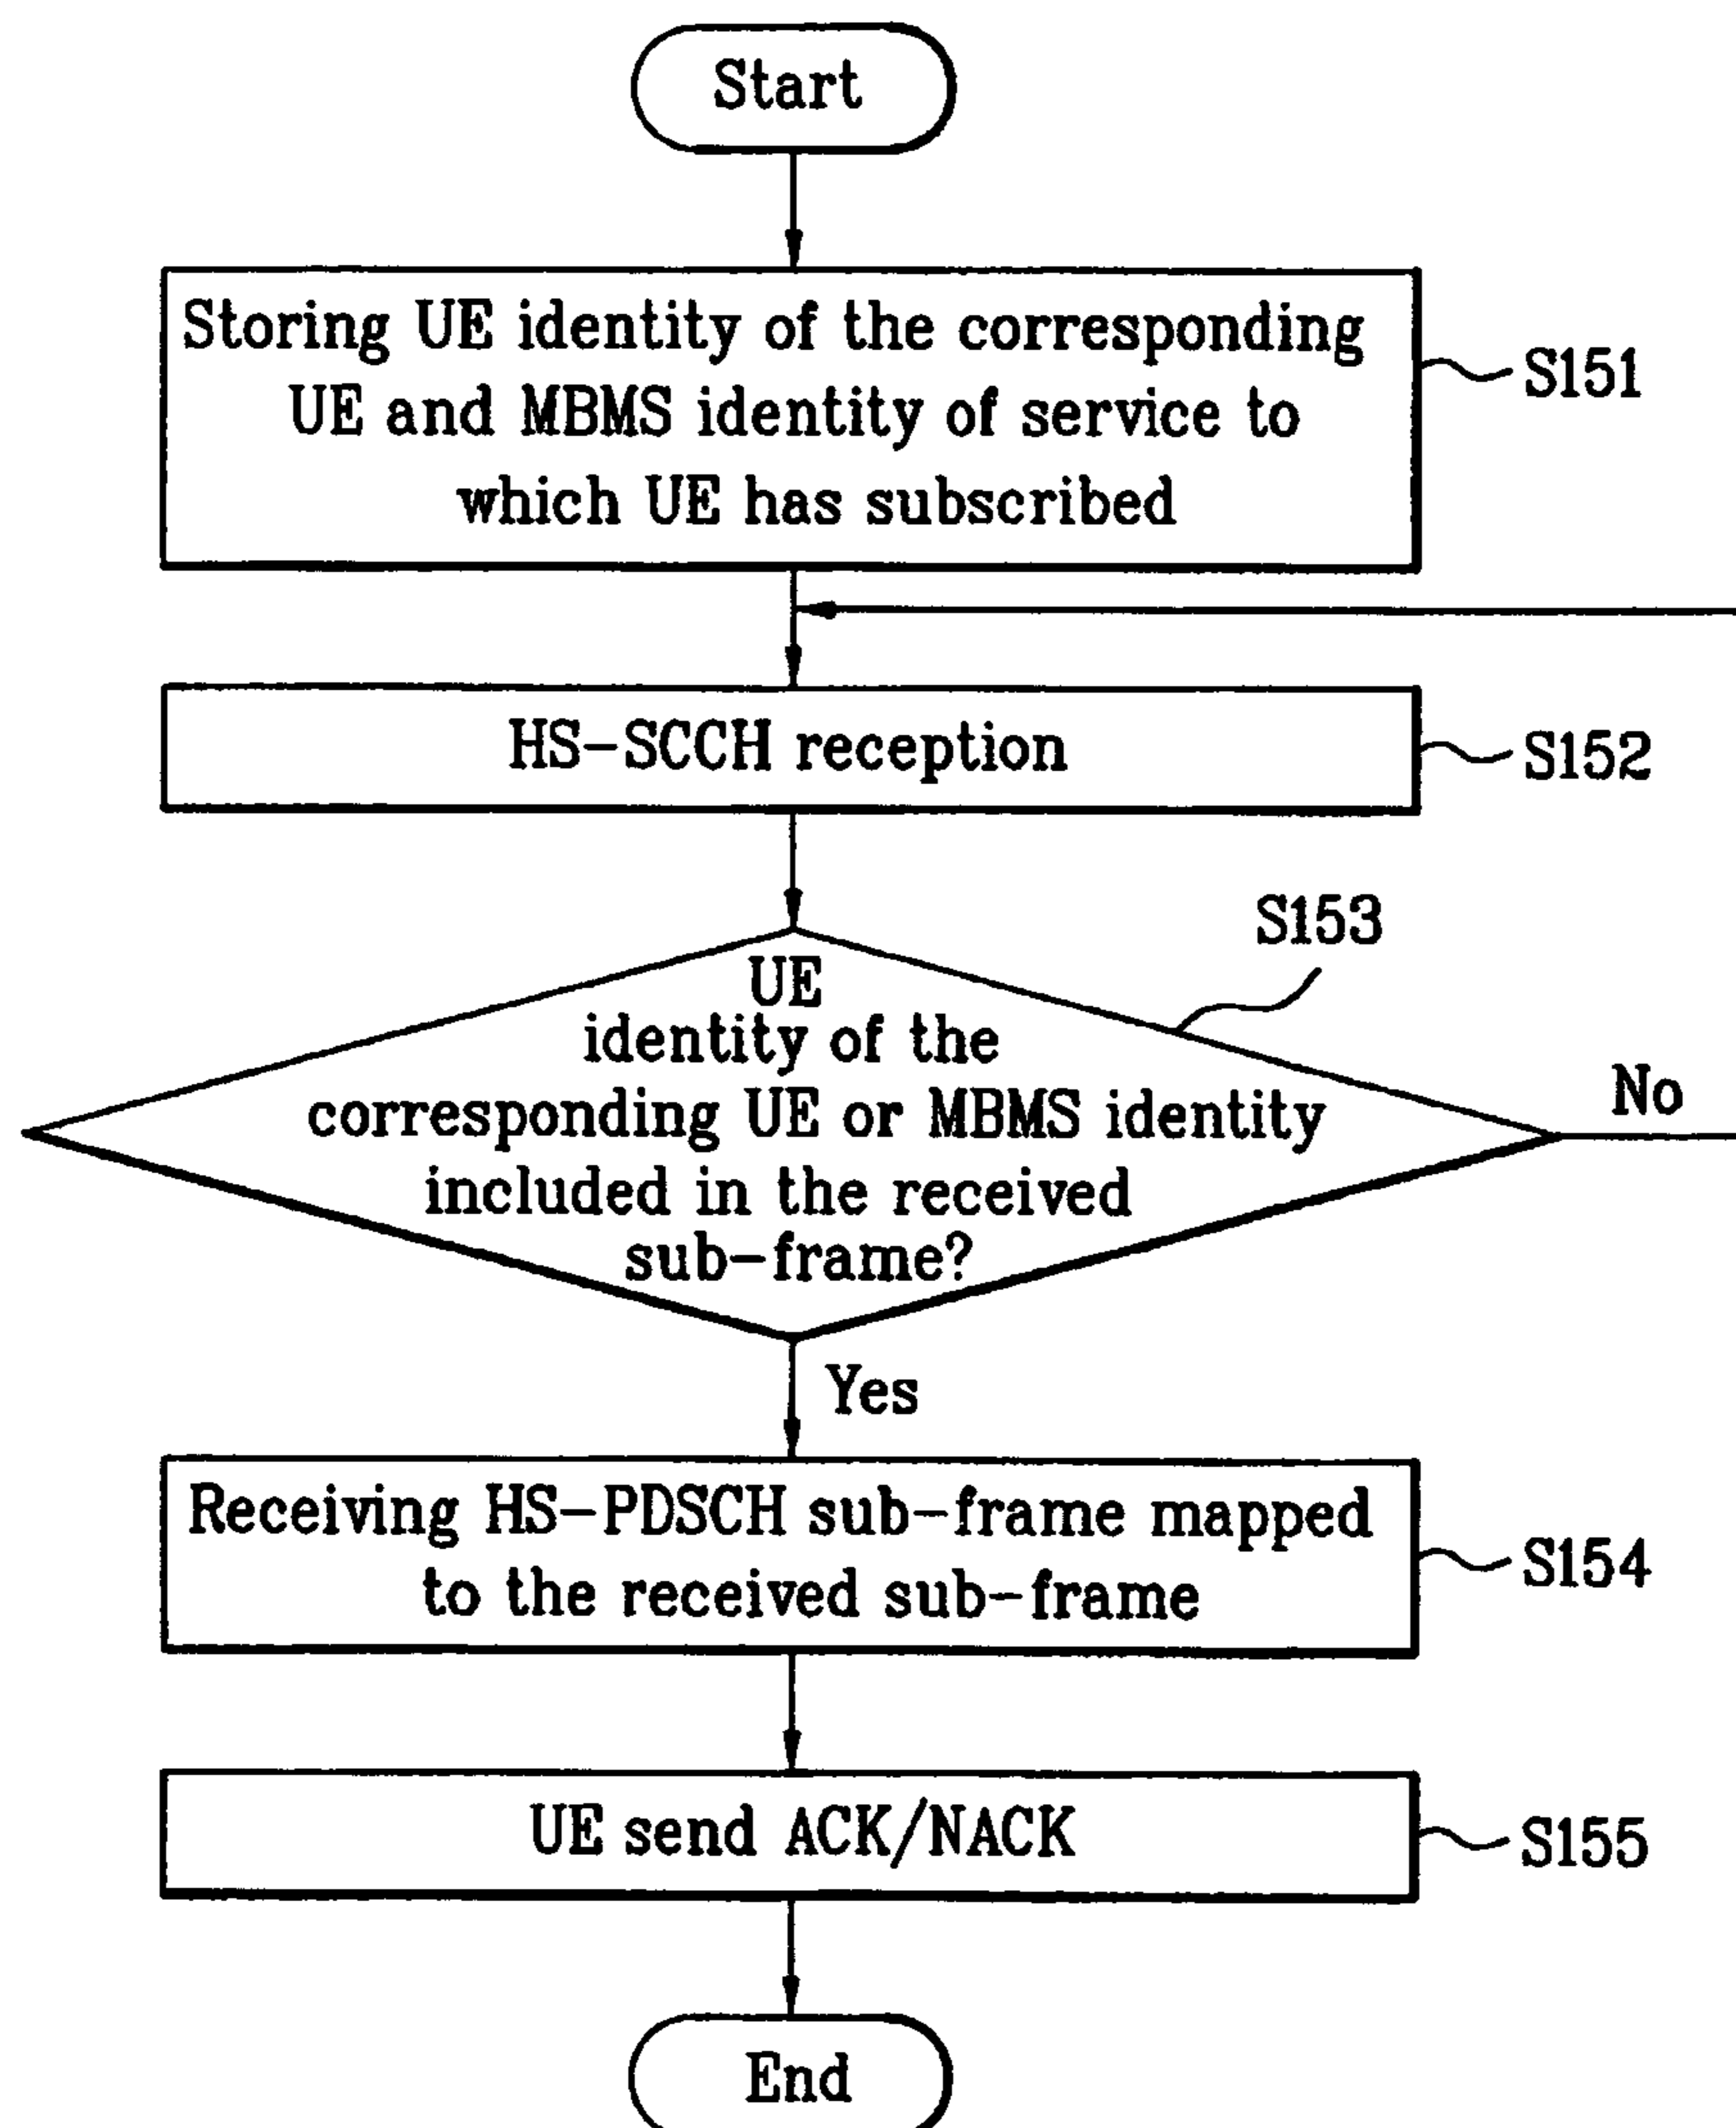 Start
Storing UE identity of the corresponding
UE and MBMS identity of service to
which UE has subscribed
S151
HS-SCCH reception
S152
S153
UE
identity of the
corresponding UE or MBMS identity
included in the received
sub-frame?
No
Yes
Receiving HS-PDSCH sub-frame mapped
to the received sub-frame
S154
UE send ACK/NACK
S155
End